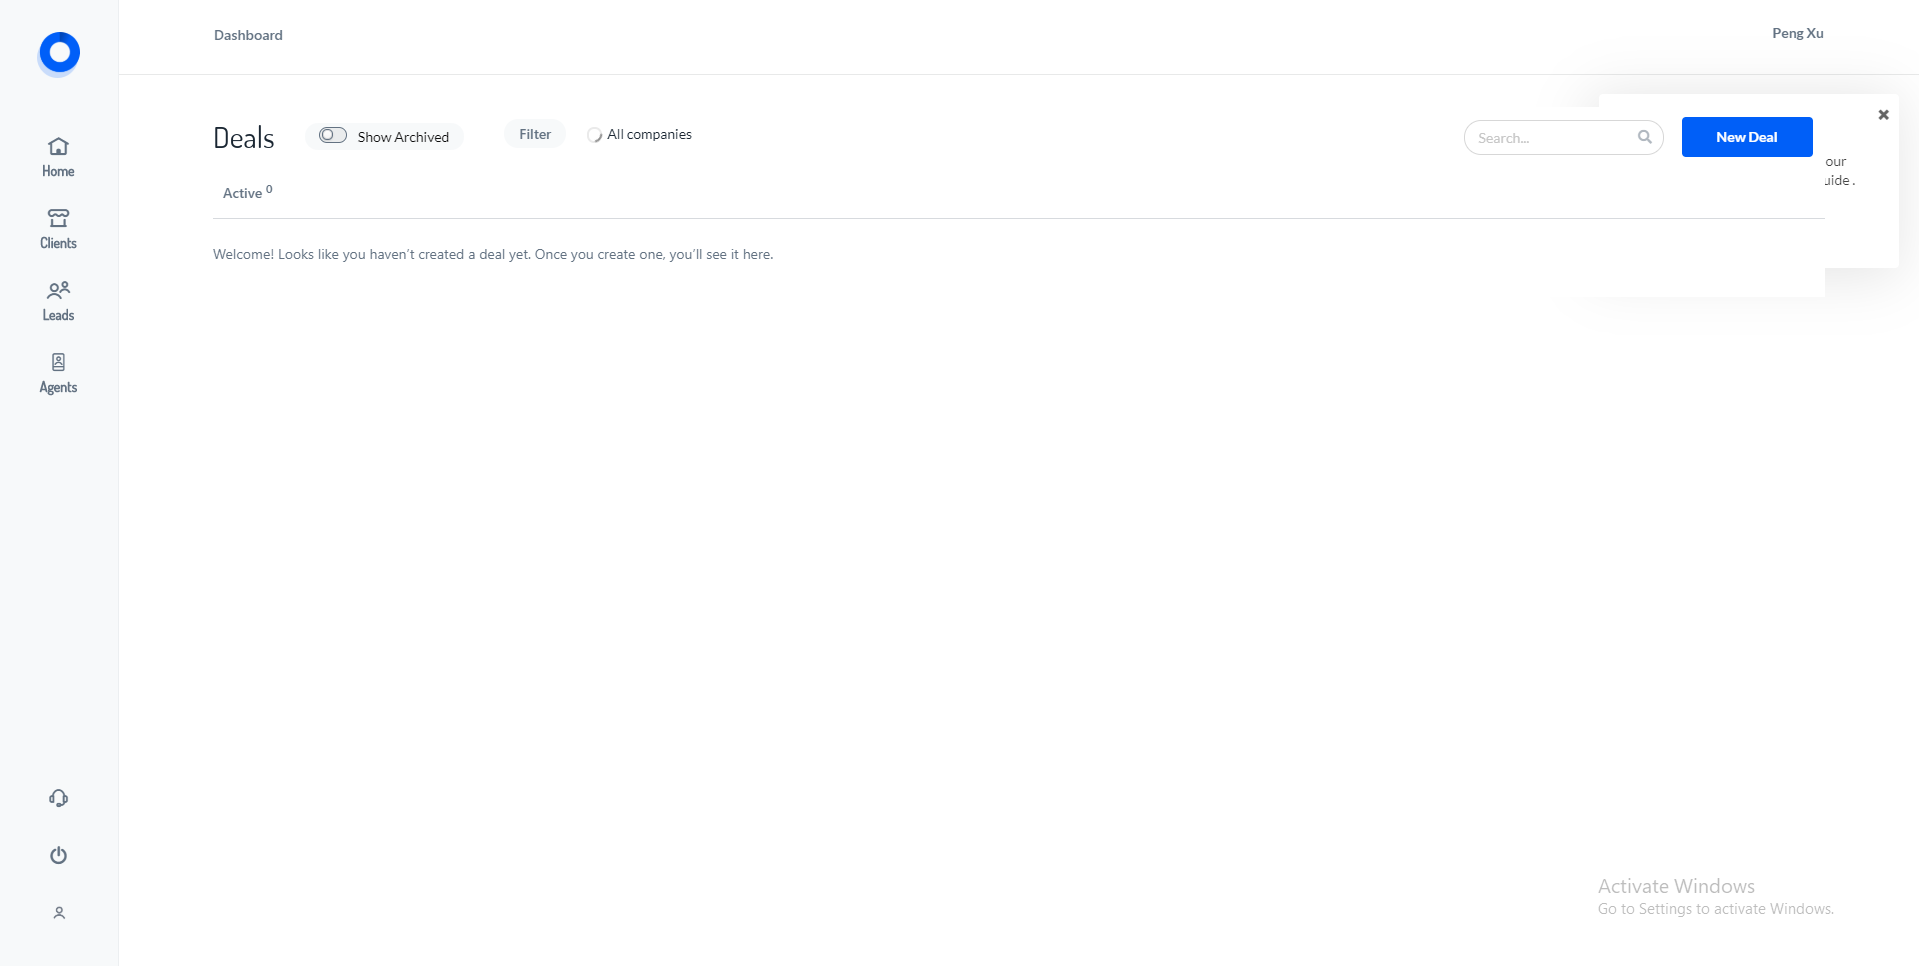 Dashboard
Peng Xu
Home
Clients
Leads
Agents
Deals
Show Archived
Filter
All companies
Search...
New Deal
our
uide.
Active 0
Welcome! Looks like you haven't created a deal yet. Once you create one, you'll see it here.
Activate Windows
Go to Settings to activate Windows.